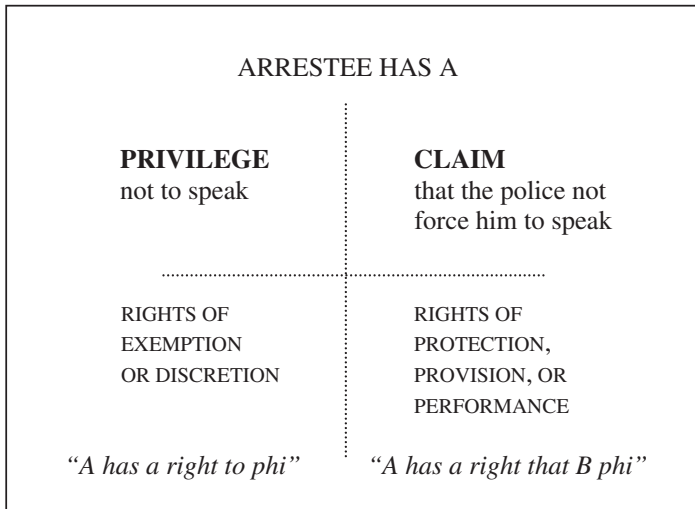 ARRESTEE HAS A
PRIVILEGE
not to speak
CLAIM
that the police not
force him to speak
RIGHTS OF
EXEMPTION
OR DISCRETION
RIGHTS OF
PROTECTION,
PROVISION, OR
PERFORMANCE
“A has a right to phi”
“A has a right that B phi”